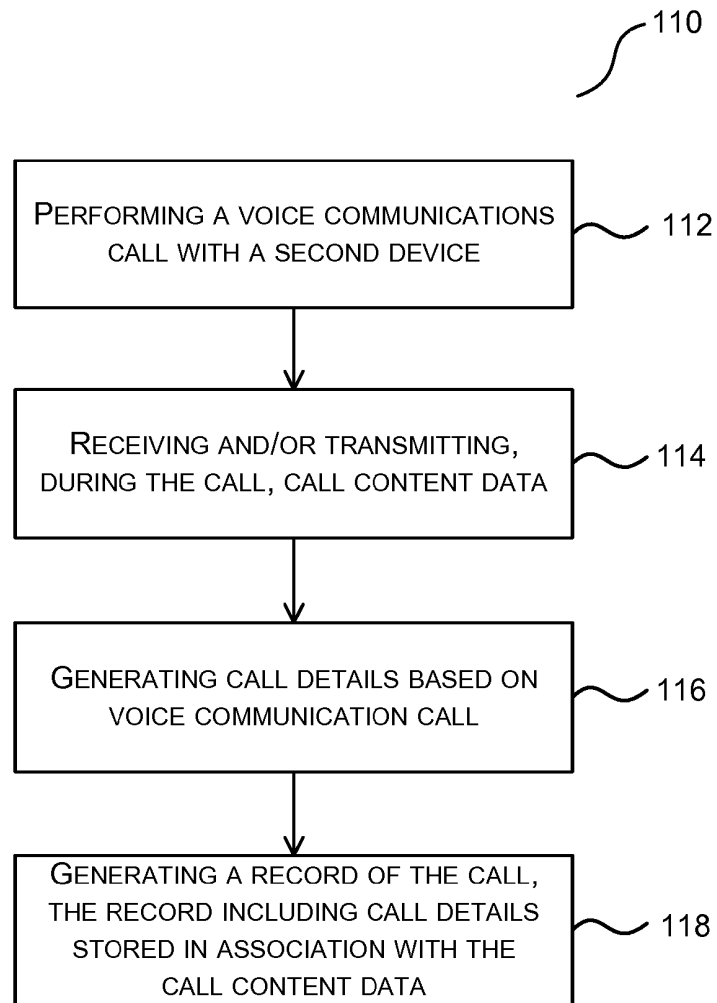 110
PERFORMING A VOICE COMMUNICATIONS
CALL WITH A SECOND DEVICE
112
RECEIVING AND/OR TRANSMITTING,
DURING THE CALL, CALL CONTENT DATA
114
GENERATING CALL DETAILS BASED ON
VOICE COMMUNICATION CALL
116
GENERATING A RECORD OF THE CALL,
THE RECORD INCLUDING CALL DETAILS
STORED IN ASSOCIATION WITH THE
CALL CONTENT DATA
118